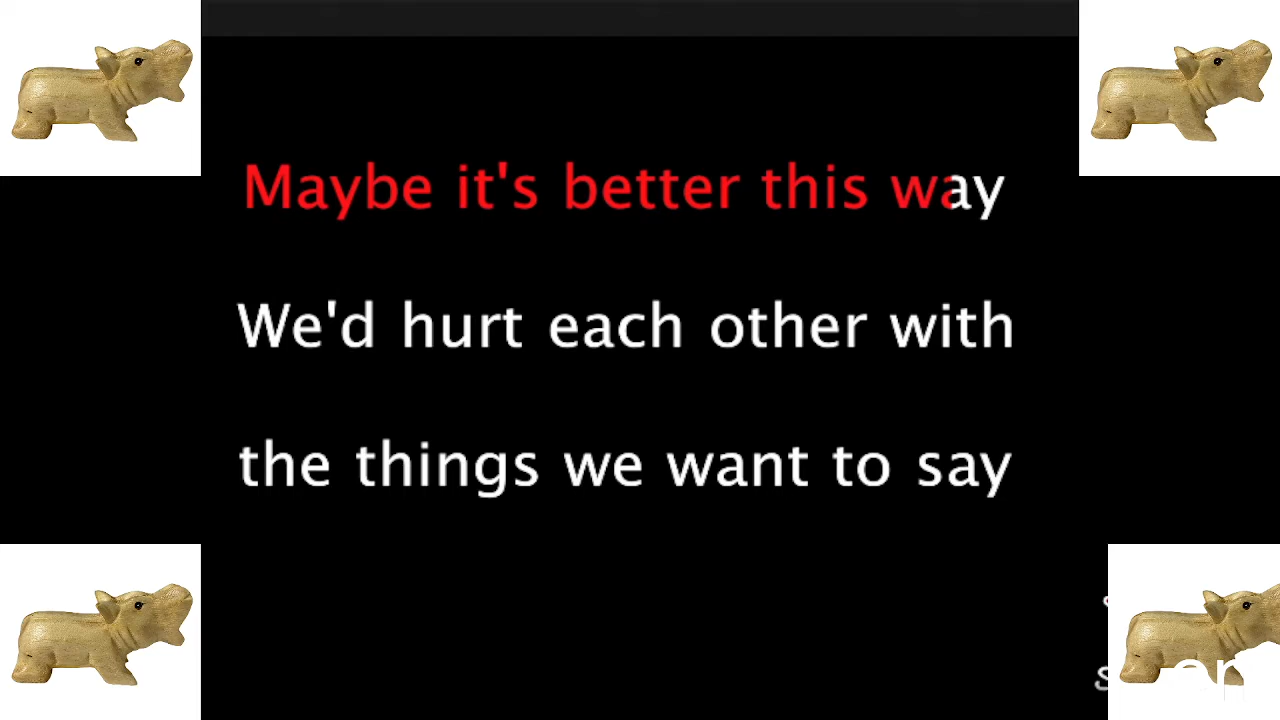 Maybe it's better this way
We'd hurt each other with
the things we want to say